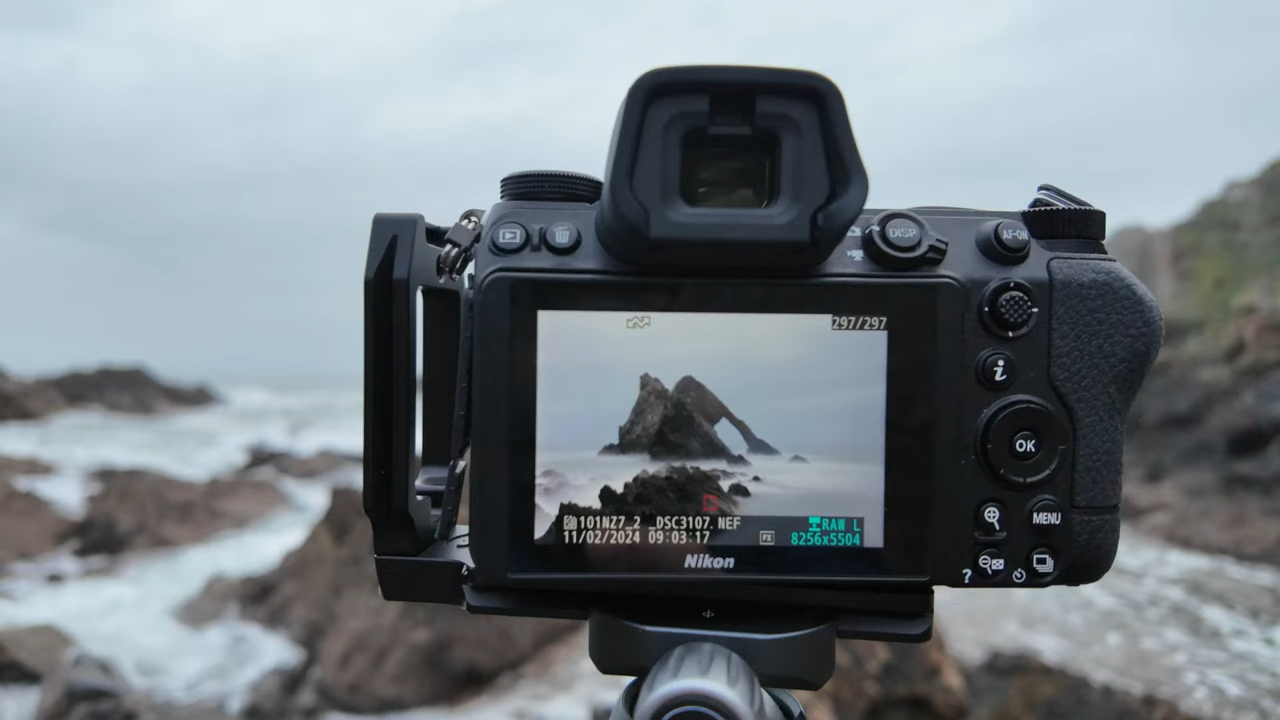 DISP
AF-ON
297/297
i
OK
101NZ7_2 _DSC3107.NEF
RAW L
11/02/2024 09:03:17
FX
8256x5504
MENU
Nikon
?